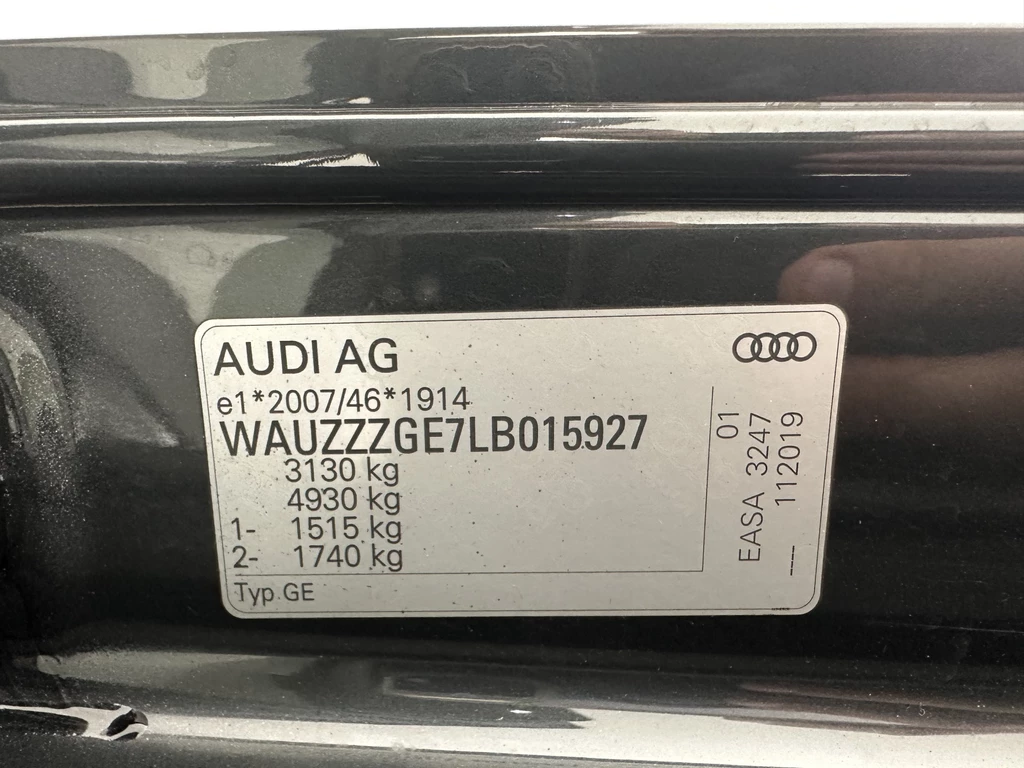 AUDI AG
e1*2007/46*1914
WAUZZZGE7LB015927
3130 kg
4930 kg
1- 1515 kg
2- 1740 kg
Typ GE
01
EASA 3247
112019
----